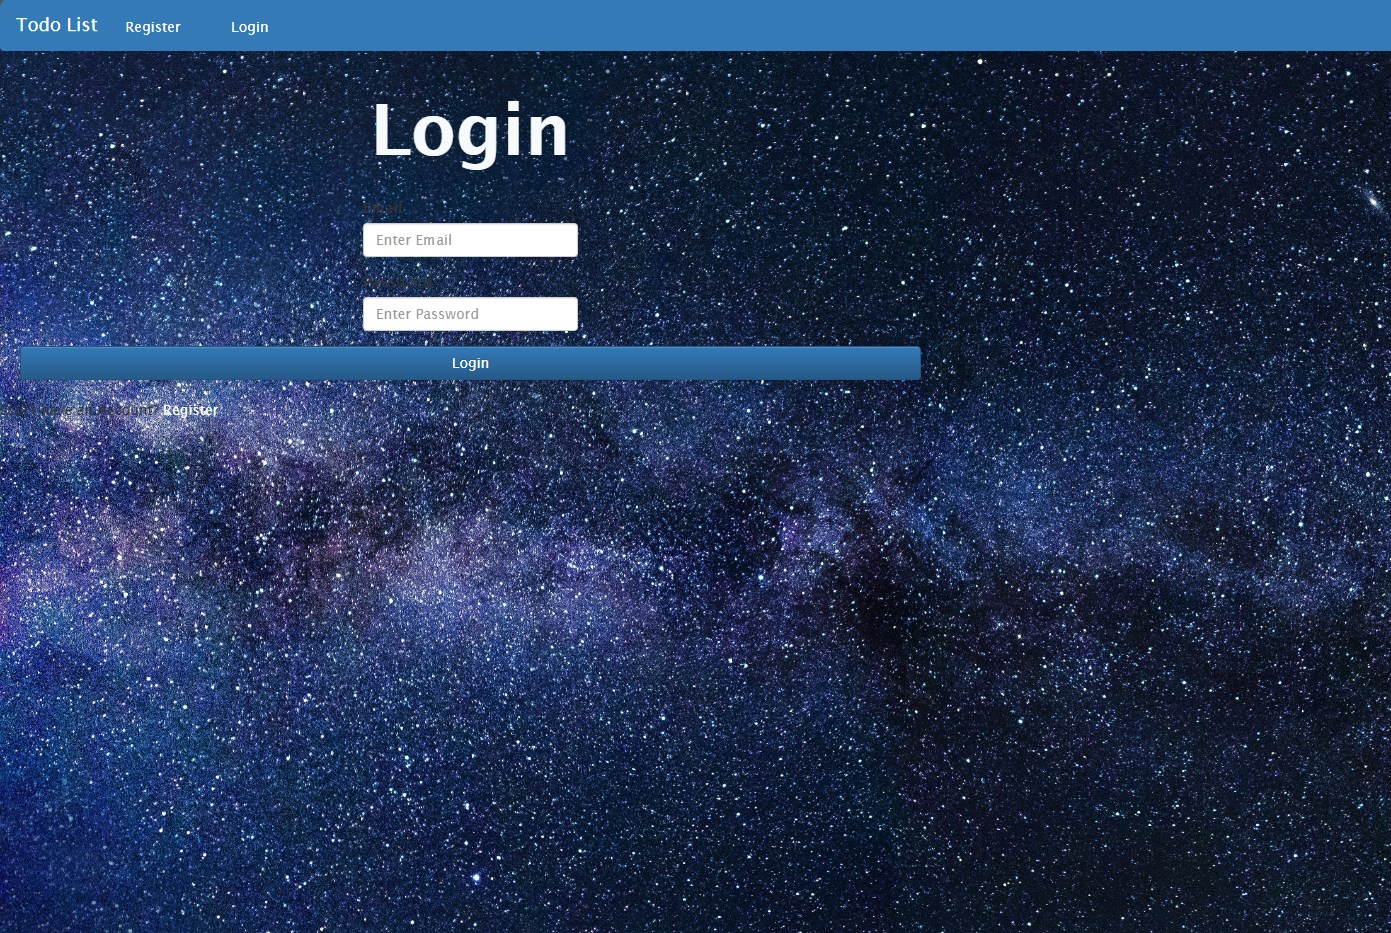 Todo List Register Login
Login
Email
Enter Email
Password
Enter Password
Login
Don't have an account? Register